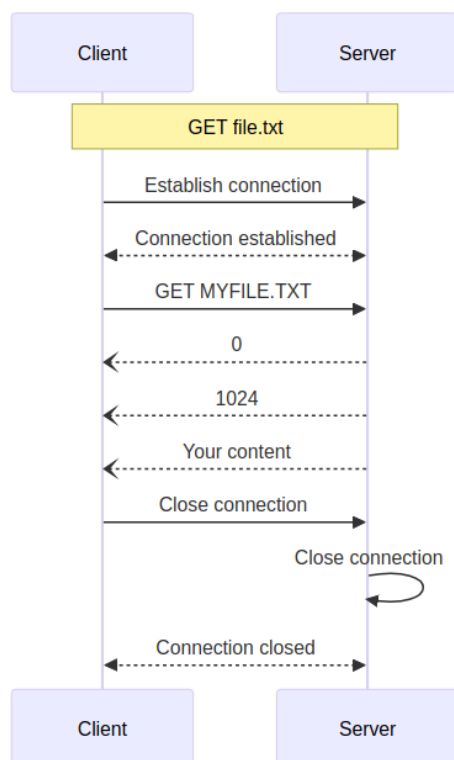 Client
Server
GET file.txt
Establish connection
Connection established
GET MYFILE.TXT
0
1024
Your content
Close connection
Close connection
Connection closed
Client
Server